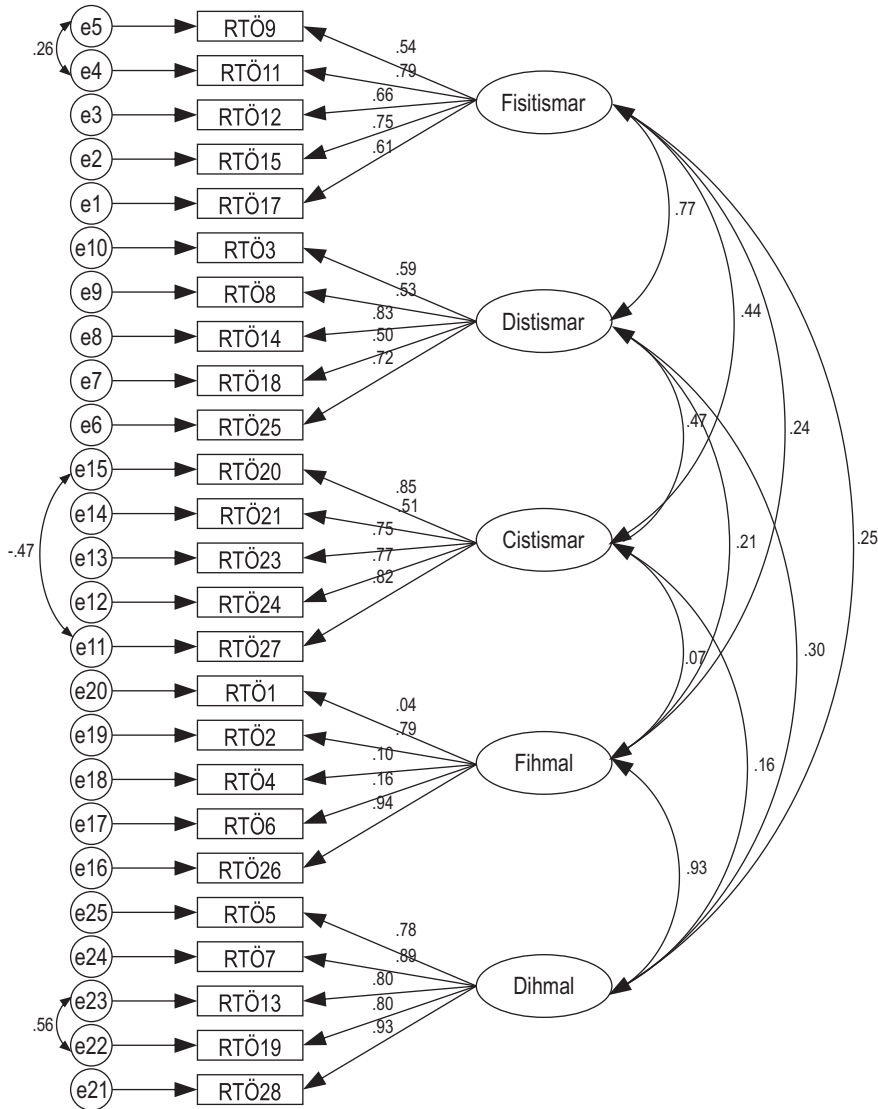 e5 RTÖ9
.54
.26
e4 RTÖ11
.79
Fisitismar
e3 RTÖ12
.66
e2 RTÖ15
.75
.61
e1 RTÖ17
.77
e10 RTÖ3
.59
e9 RTÖ8
.53
.44
e8 RTÖ14
.83
Distismar
e7 RTÖ18
.50
.72
e6 RTÖ25
.47
.24
e15 RTÖ20
.85
e14 RTÖ21
.51
-.47
e13 RTÖ23
.75
Cistismar
.21
.25
e12 RTÖ24
.77
.82
e11 RTÖ27
.07
.30
e20 RTÖ1
.04
e19 RTÖ2
.79
e18 RTÖ4
.10
Fihmal
.16
e17 RTÖ6
.16
.94
e16 RTÖ26
.93
e25 RTÖ5
.78
e24 RTÖ7
.89
e23 RTÖ13
.80
Dihmal
.56
e22 RTÖ19
.80
.93
e21 RTÖ28